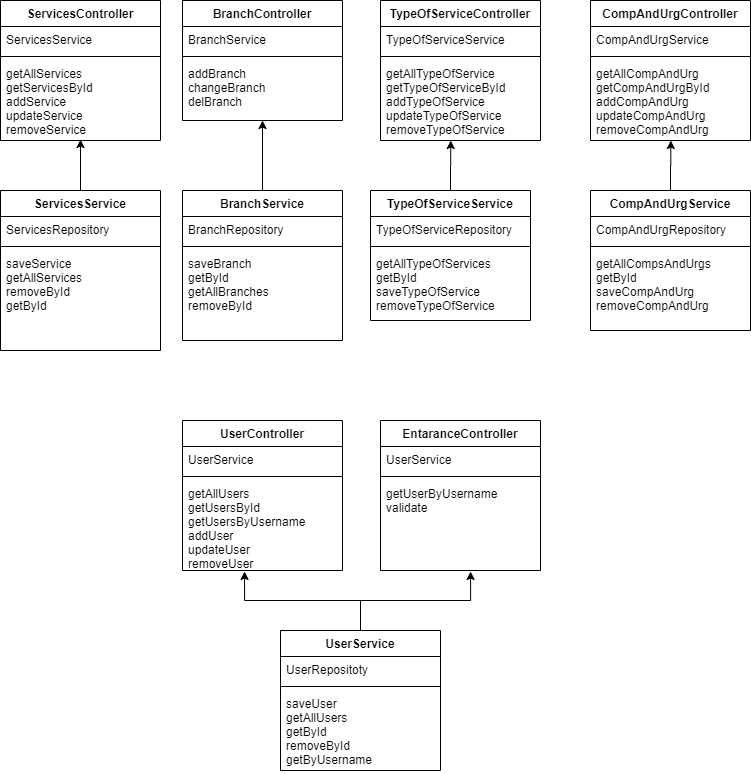 ServicesController
ServicesService
getAllServices
getServicesById
addService
updateService
removeService
BranchController
BranchService
addBranch
changeBranch
delBranch
TypeOfServiceController
TypeOfServiceService
getAllTypeOfService
getTypeOfServiceById
addTypeOfService
updateTypeOfService
removeTypeOfService
CompAndUrgController
CompAndUrgService
getAllCompAndUrg
getCompAndUrgById
addCompAndUrg
updateCompAndUrg
removeCompAndUrg
ServicesService
ServicesRepository
saveService
getAllServices
removeById
getById
BranchService
BranchRepository
saveBranch
getById
getAllBranches
removeById
TypeOfServiceService
TypeOfServiceRepository
getAllTypeOfServices
getById
saveTypeOfService
removeTypeOfService
CompAndUrgService
CompAndUrgRepository
getAllCompsAndUrgs
getById
saveCompAndUrg
removeCompAndUrg
UserController
UserService
getAllUsers
getUsersById
getUsersByUsername
addUser
updateUser
removeUser
EntaranceController
UserService
getUserByUsername
validate
UserService
UserRepositoty
saveUser
getAllUsers
getById
removeById
getByUsername